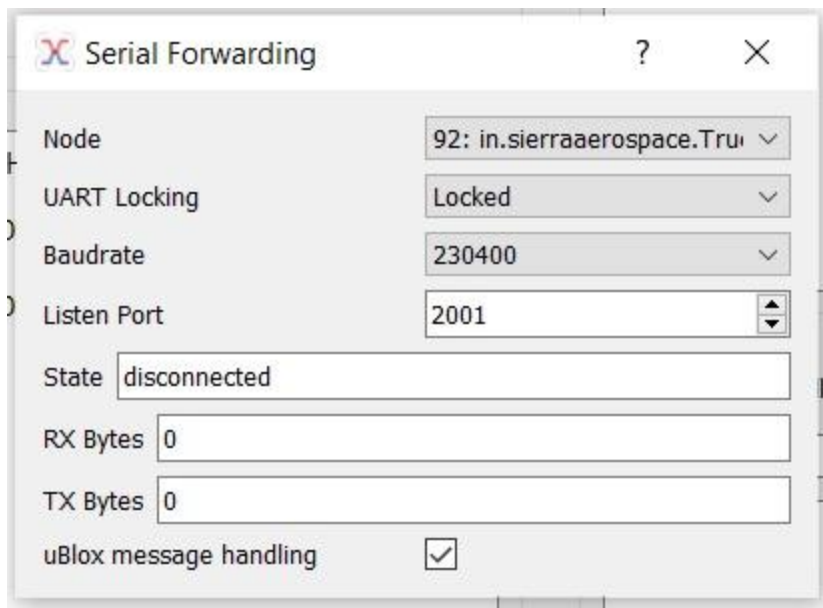 Serial Forwarding ?
Node 92: in.sierraaerospace.Tru
UART Locking Locked
Baudrate 230400
Listen Port 2001
State disconnected
RX Bytes 0
TX Bytes 0
uBlox message handling